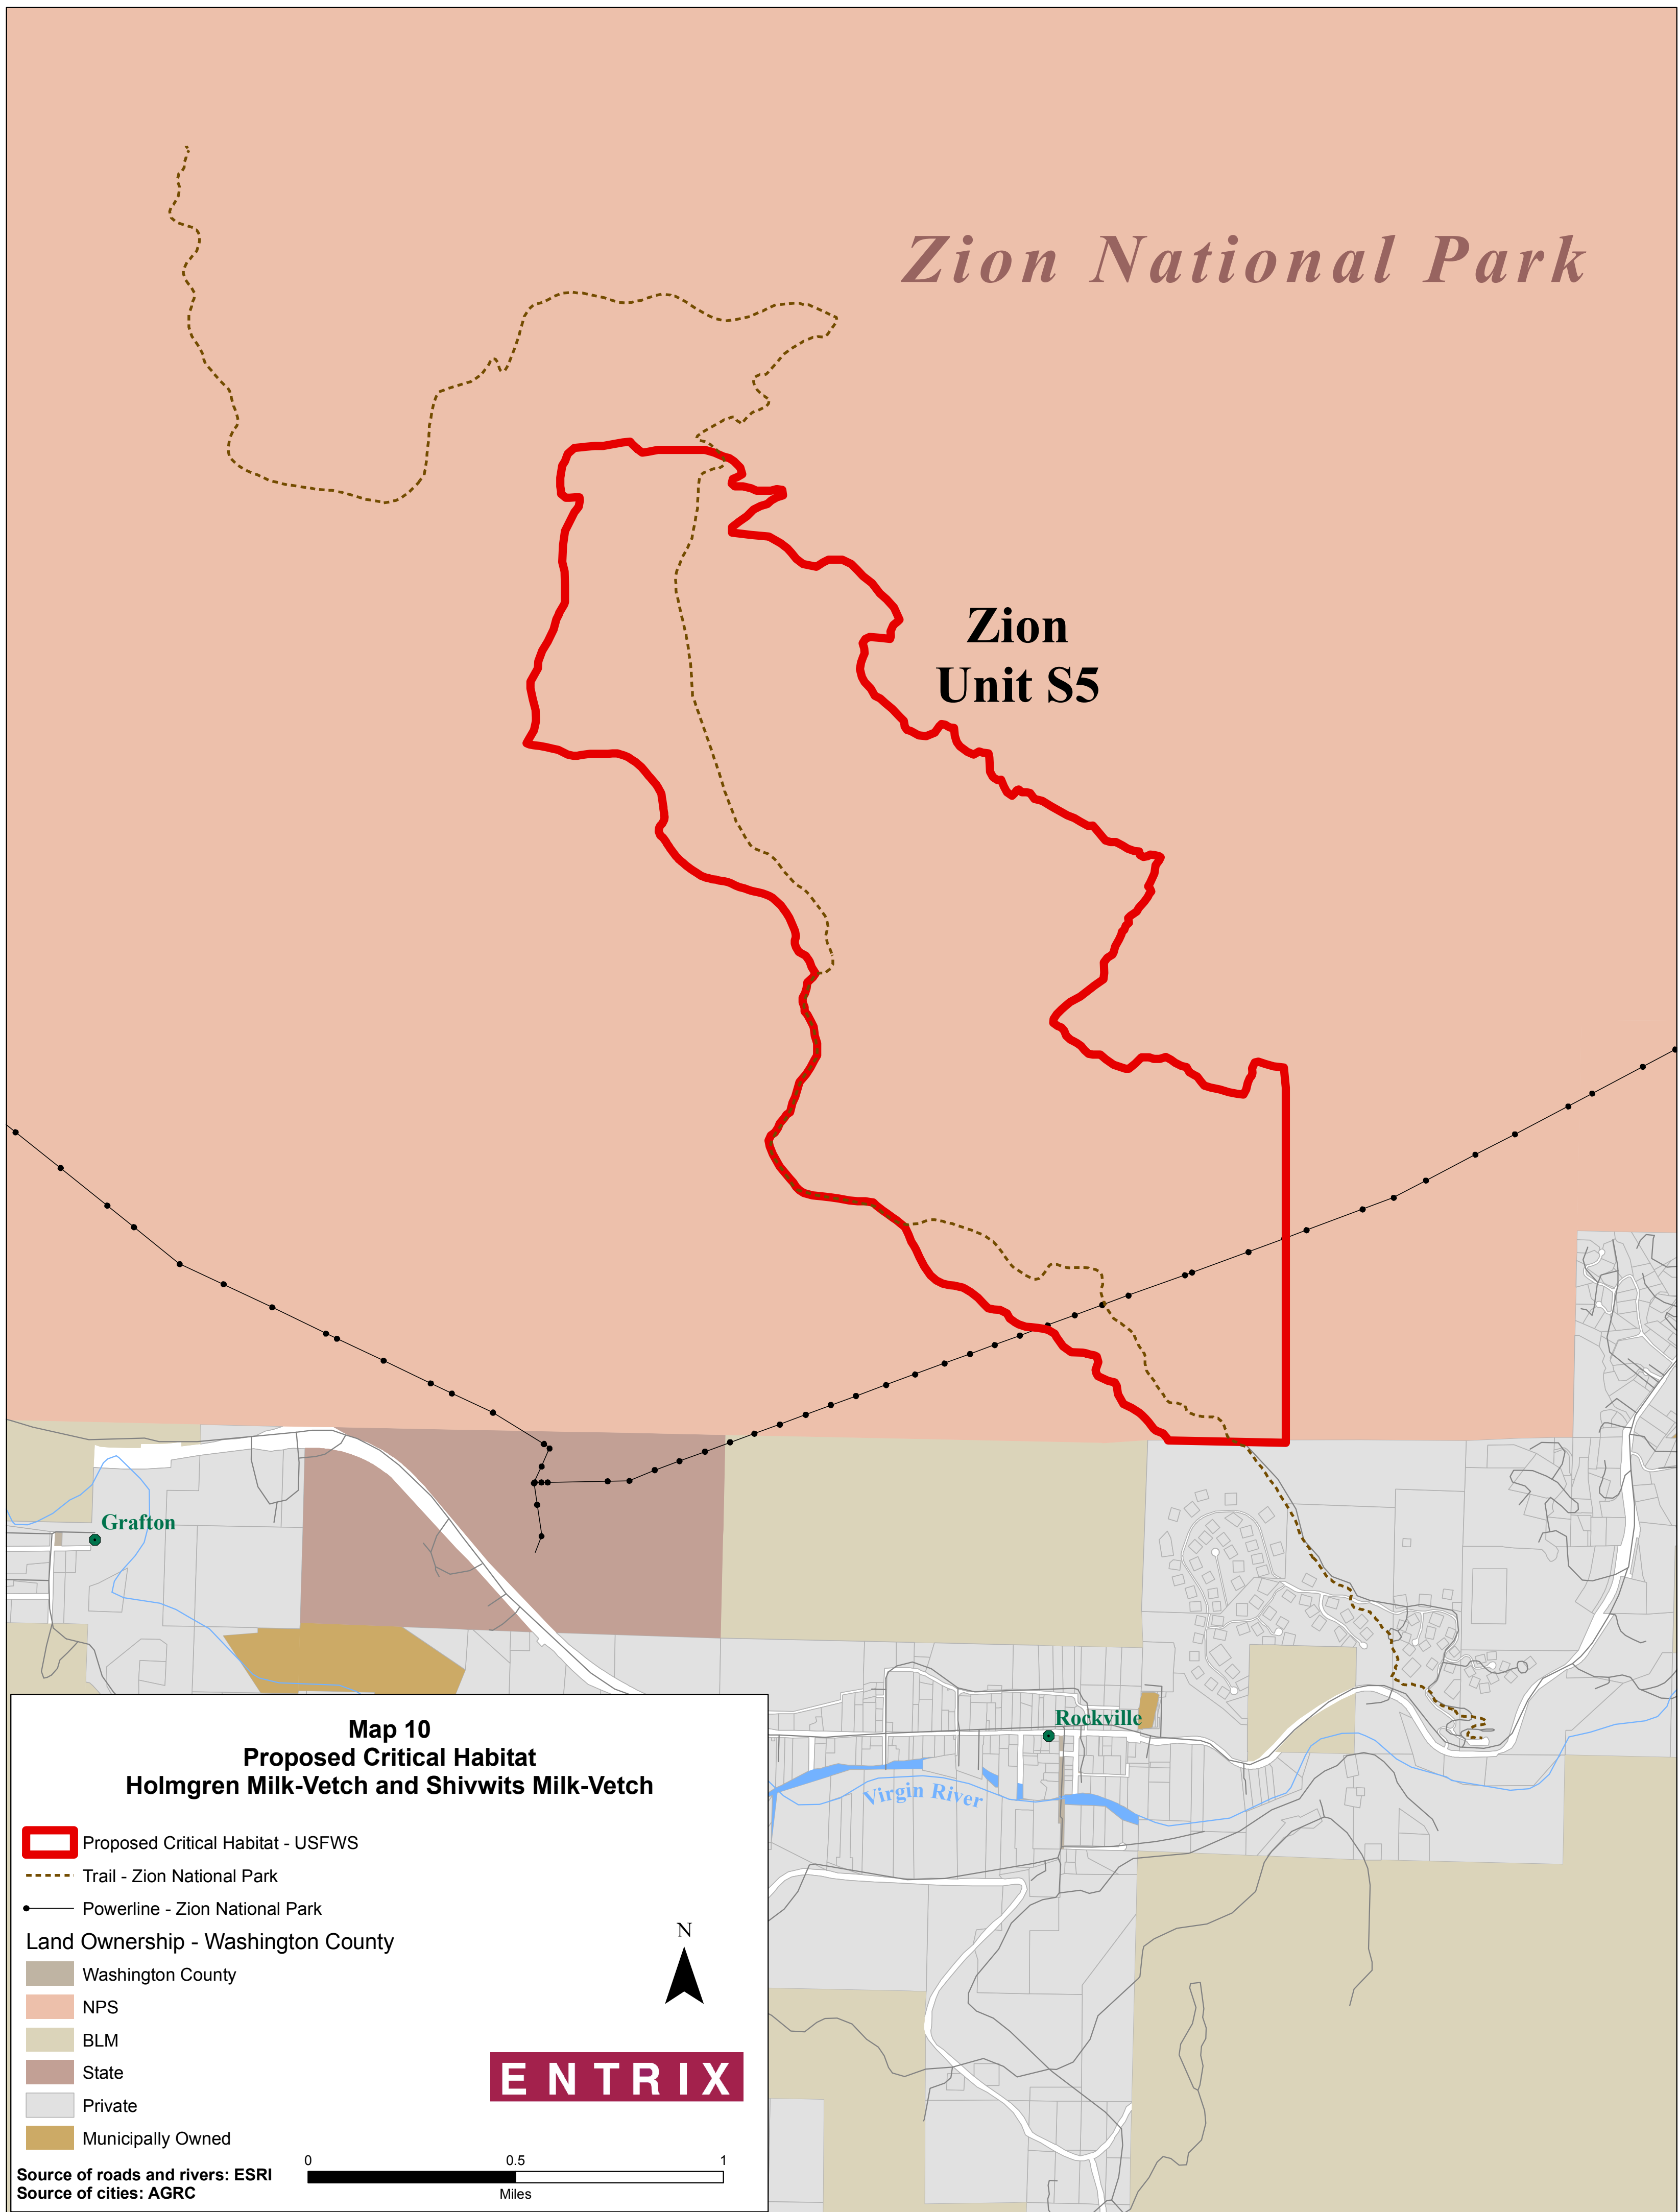 Zion National Park
Zion
Unit S5
Grafton
Rockville
Virgin River
Map 10
Proposed Critical Habitat
Holmgren Milk-Vetch and Shivwits Milk-Vetch
Proposed Critical Habitat - USFWS
Trail - Zion National Park
Powerline - Zion National Park
Land Ownership - Washington County
Washington County
NPS
BLM
State
Private
Municipally Owned
N
ENTRIX
Source of roads and rivers: ESRI
Source of cities: AGRC
0 0.5 1
Miles